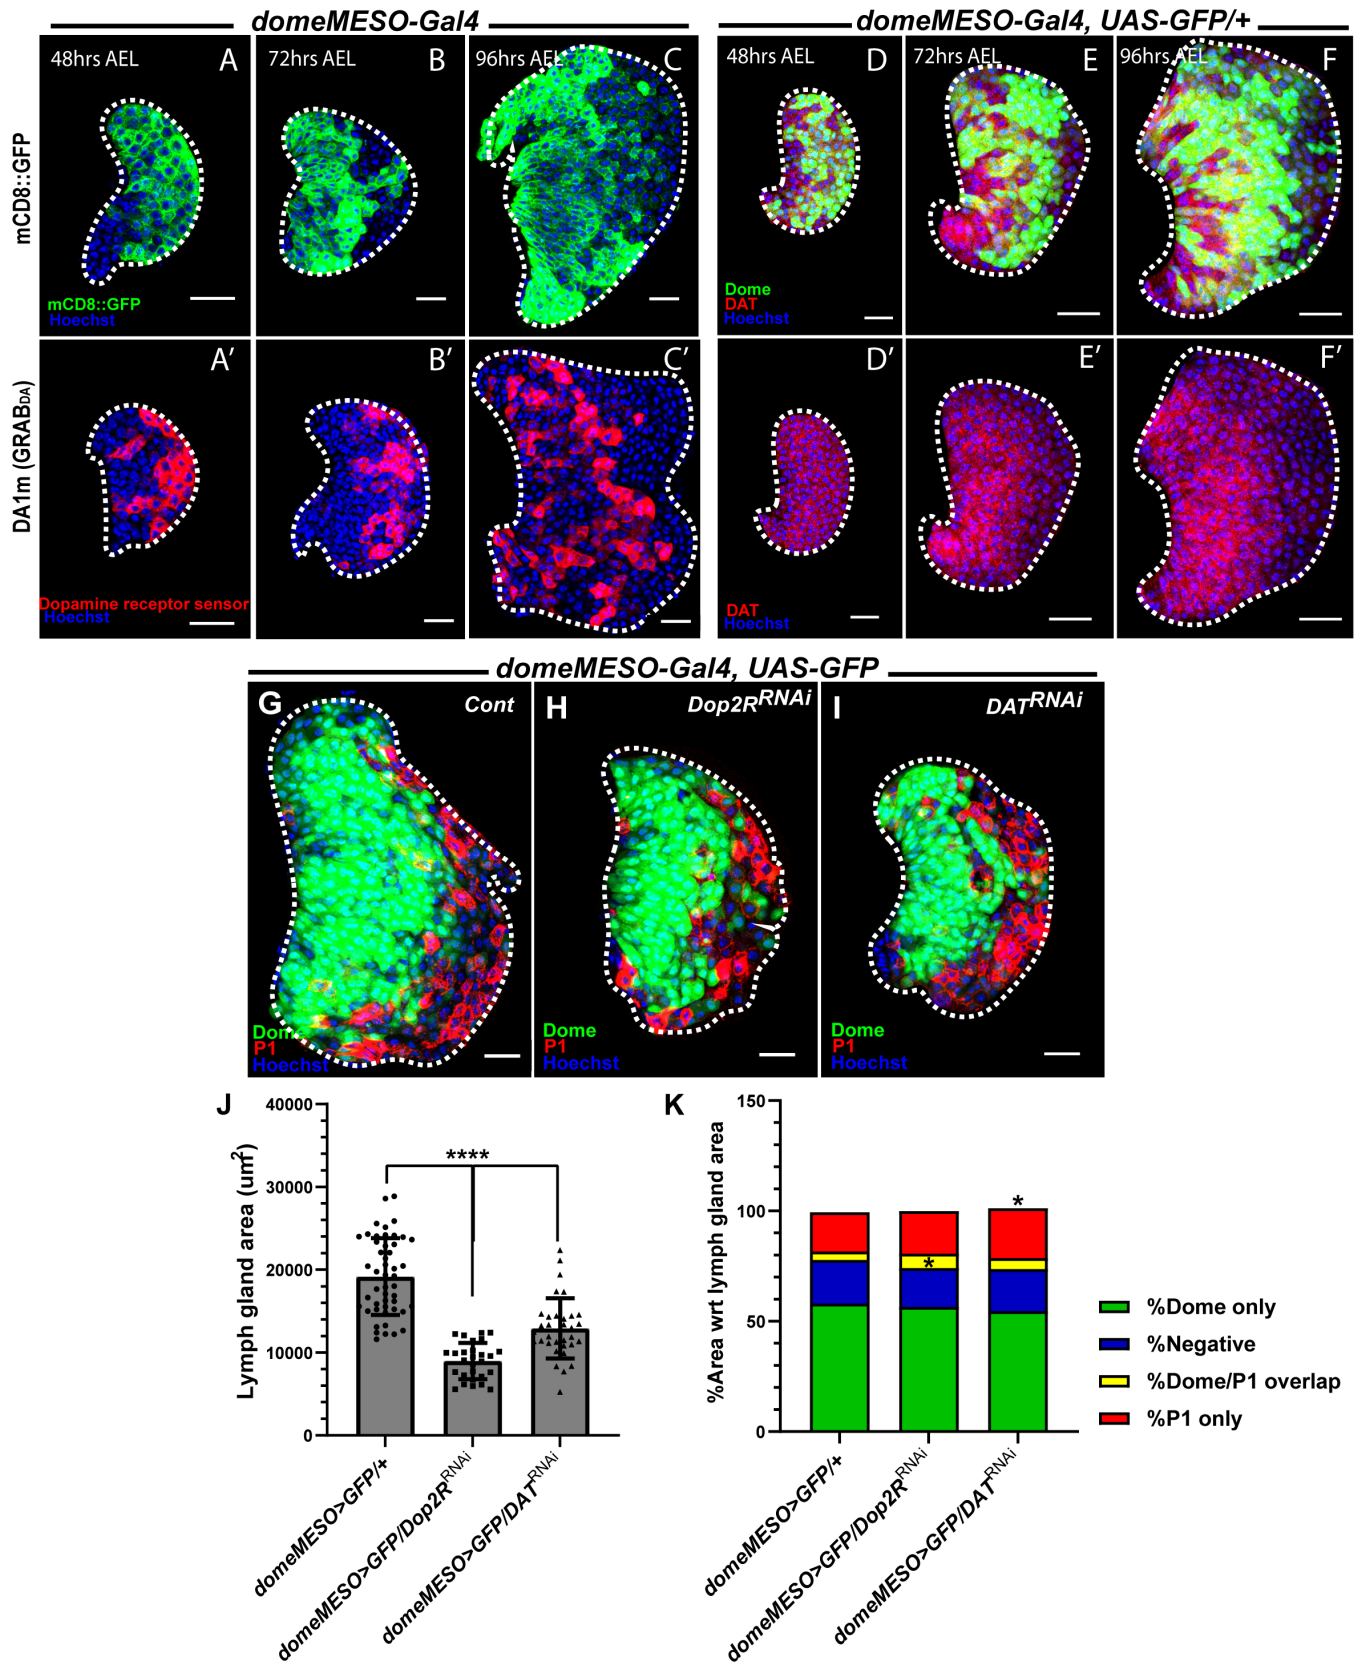 domeMESO-Gal4
domeMESO-Gal4, UAS-GFP/+
mCD8::GFP
48hrs AEL A
72hrs AEL B
96hrs AEL C
48hrs AEL D
72hrs AEL E
96hrs AEL F
mCD8::GFP
Hoechst
Dome
DAT
Hoechst
DA1m (GRABDA)
A′
B′
C′
D′
E′
F′
Dopamine receptor sensor
Hoechst
DAT
Hoechst
domeMESO-Gal4, UAS-GFP
G Cont
H Dop2RRNAi
I DATRNAi
Dome
P1
Hoechst
Dome
P1
Hoechst
Dome
P1
Hoechst
J
Lymph gland area (um2)
40000
30000
20000
10000
0
****
domeMESO>GFP/+
domeMESO>GFP/Dop2RRNAi
domeMESO>GFP/DATRNAi
K
%Area wrt lymph gland area
150
100
50
0
*
*
domeMESO>GFP/+
domeMESO>GFP/Dop2RRNAi
domeMESO>GFP/DATRNAi
%Dome only
%Negative
%Dome/P1 overlap
%P1 only